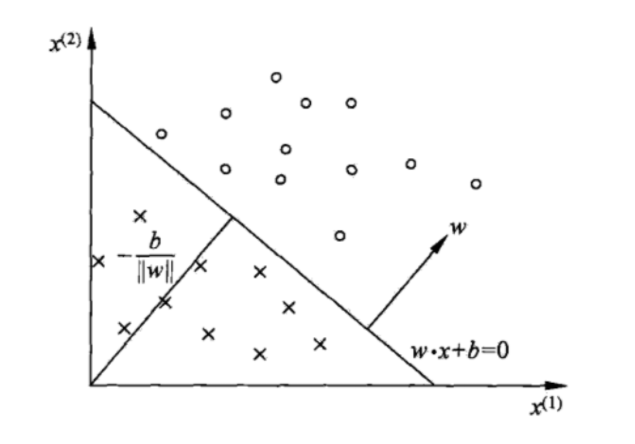 x(2)
w
-b/||w||
w·x+b=0
x(1)